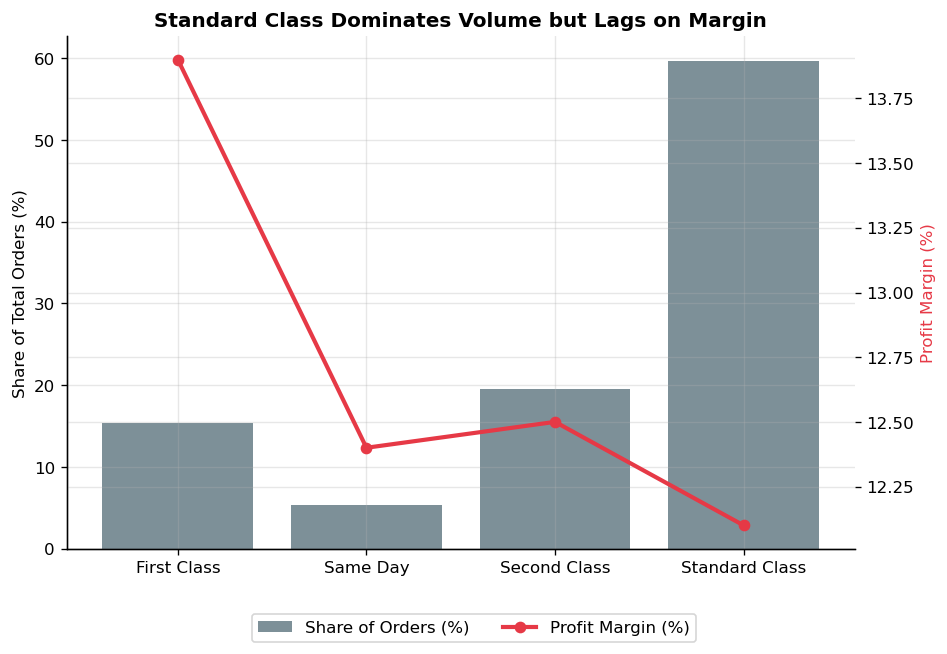 Standard Class Dominates Volume but Lags on Margin
Share of Total Orders (%)
60
50
40
30
20
10
0
13.75
13.50
13.25
13.00
12.75
12.50
12.25
Profit Margin (%)
First Class
Same Day
Second Class
Standard Class
Share of Orders (%)
Profit Margin (%)